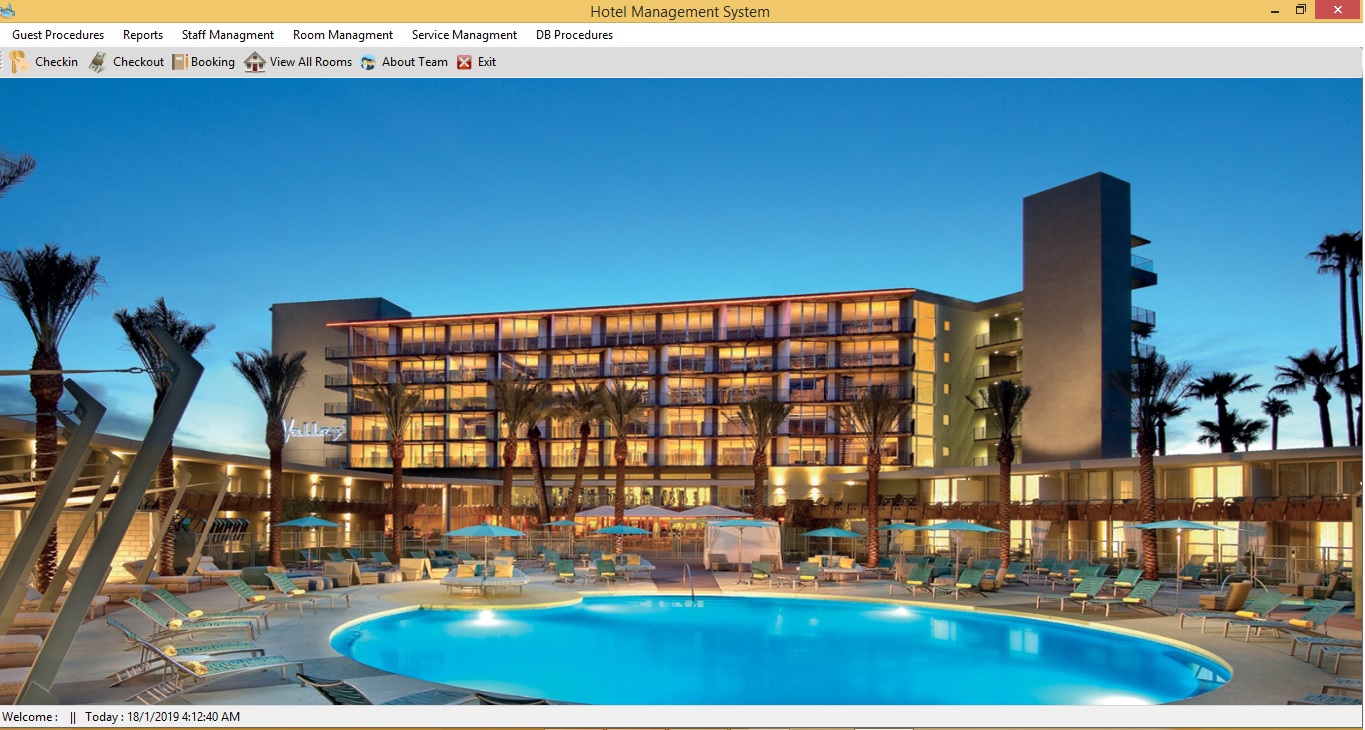 Hotel Management System
Guest Procedures Reports Staff Managment Room Managment Service Managment DB Procedures
Checkin Checkout Booking View All Rooms About Team Exit
Valley
Welcome : || Today : 18/1/2019 4:12:40 AM